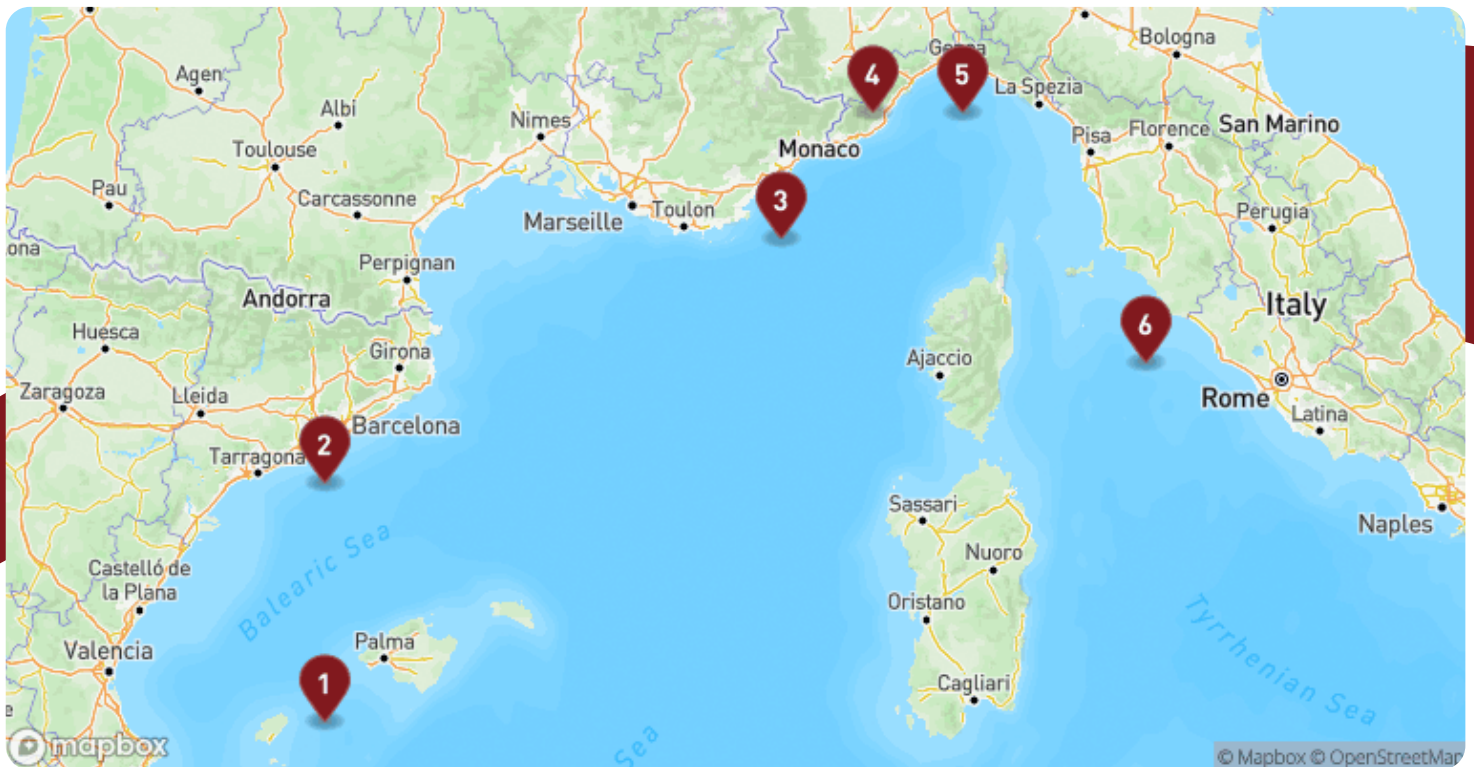 Bologna
Genoa
4
5
Agen
La Spezia
Albi
Nimes
Pisa
Florence
San Marino
Toulouse
Monaco
Pau
Carcassonne
3
Marseille
Toulon
Perugia
ona
Perpignan
Andorra
Italy
Huesca
6
Girona
Ajaccio
Zaragoza
Lleida
Rome
Latina
Barcelona
2
Tarragona
Sassari
Naples
Balearic Sea
Nuoro
Castelló de
la Plana
Oristano
Tyrrhenian Sea
Palma
Valencia
1
Cagliari
e
Sea
mapbox
© Mapbox © OpenStreetMap